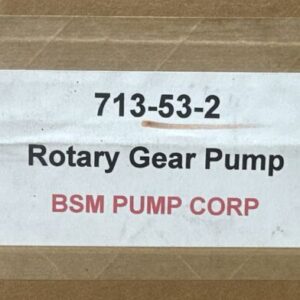 713-53-2
Rotary Gear Pump
BSM PUMP CORP